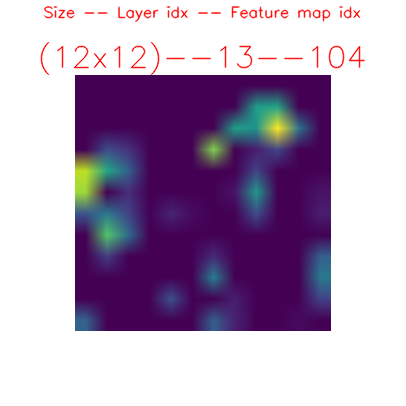 Size -- Layer idx -- Feature map idx
(12x12)--13--104